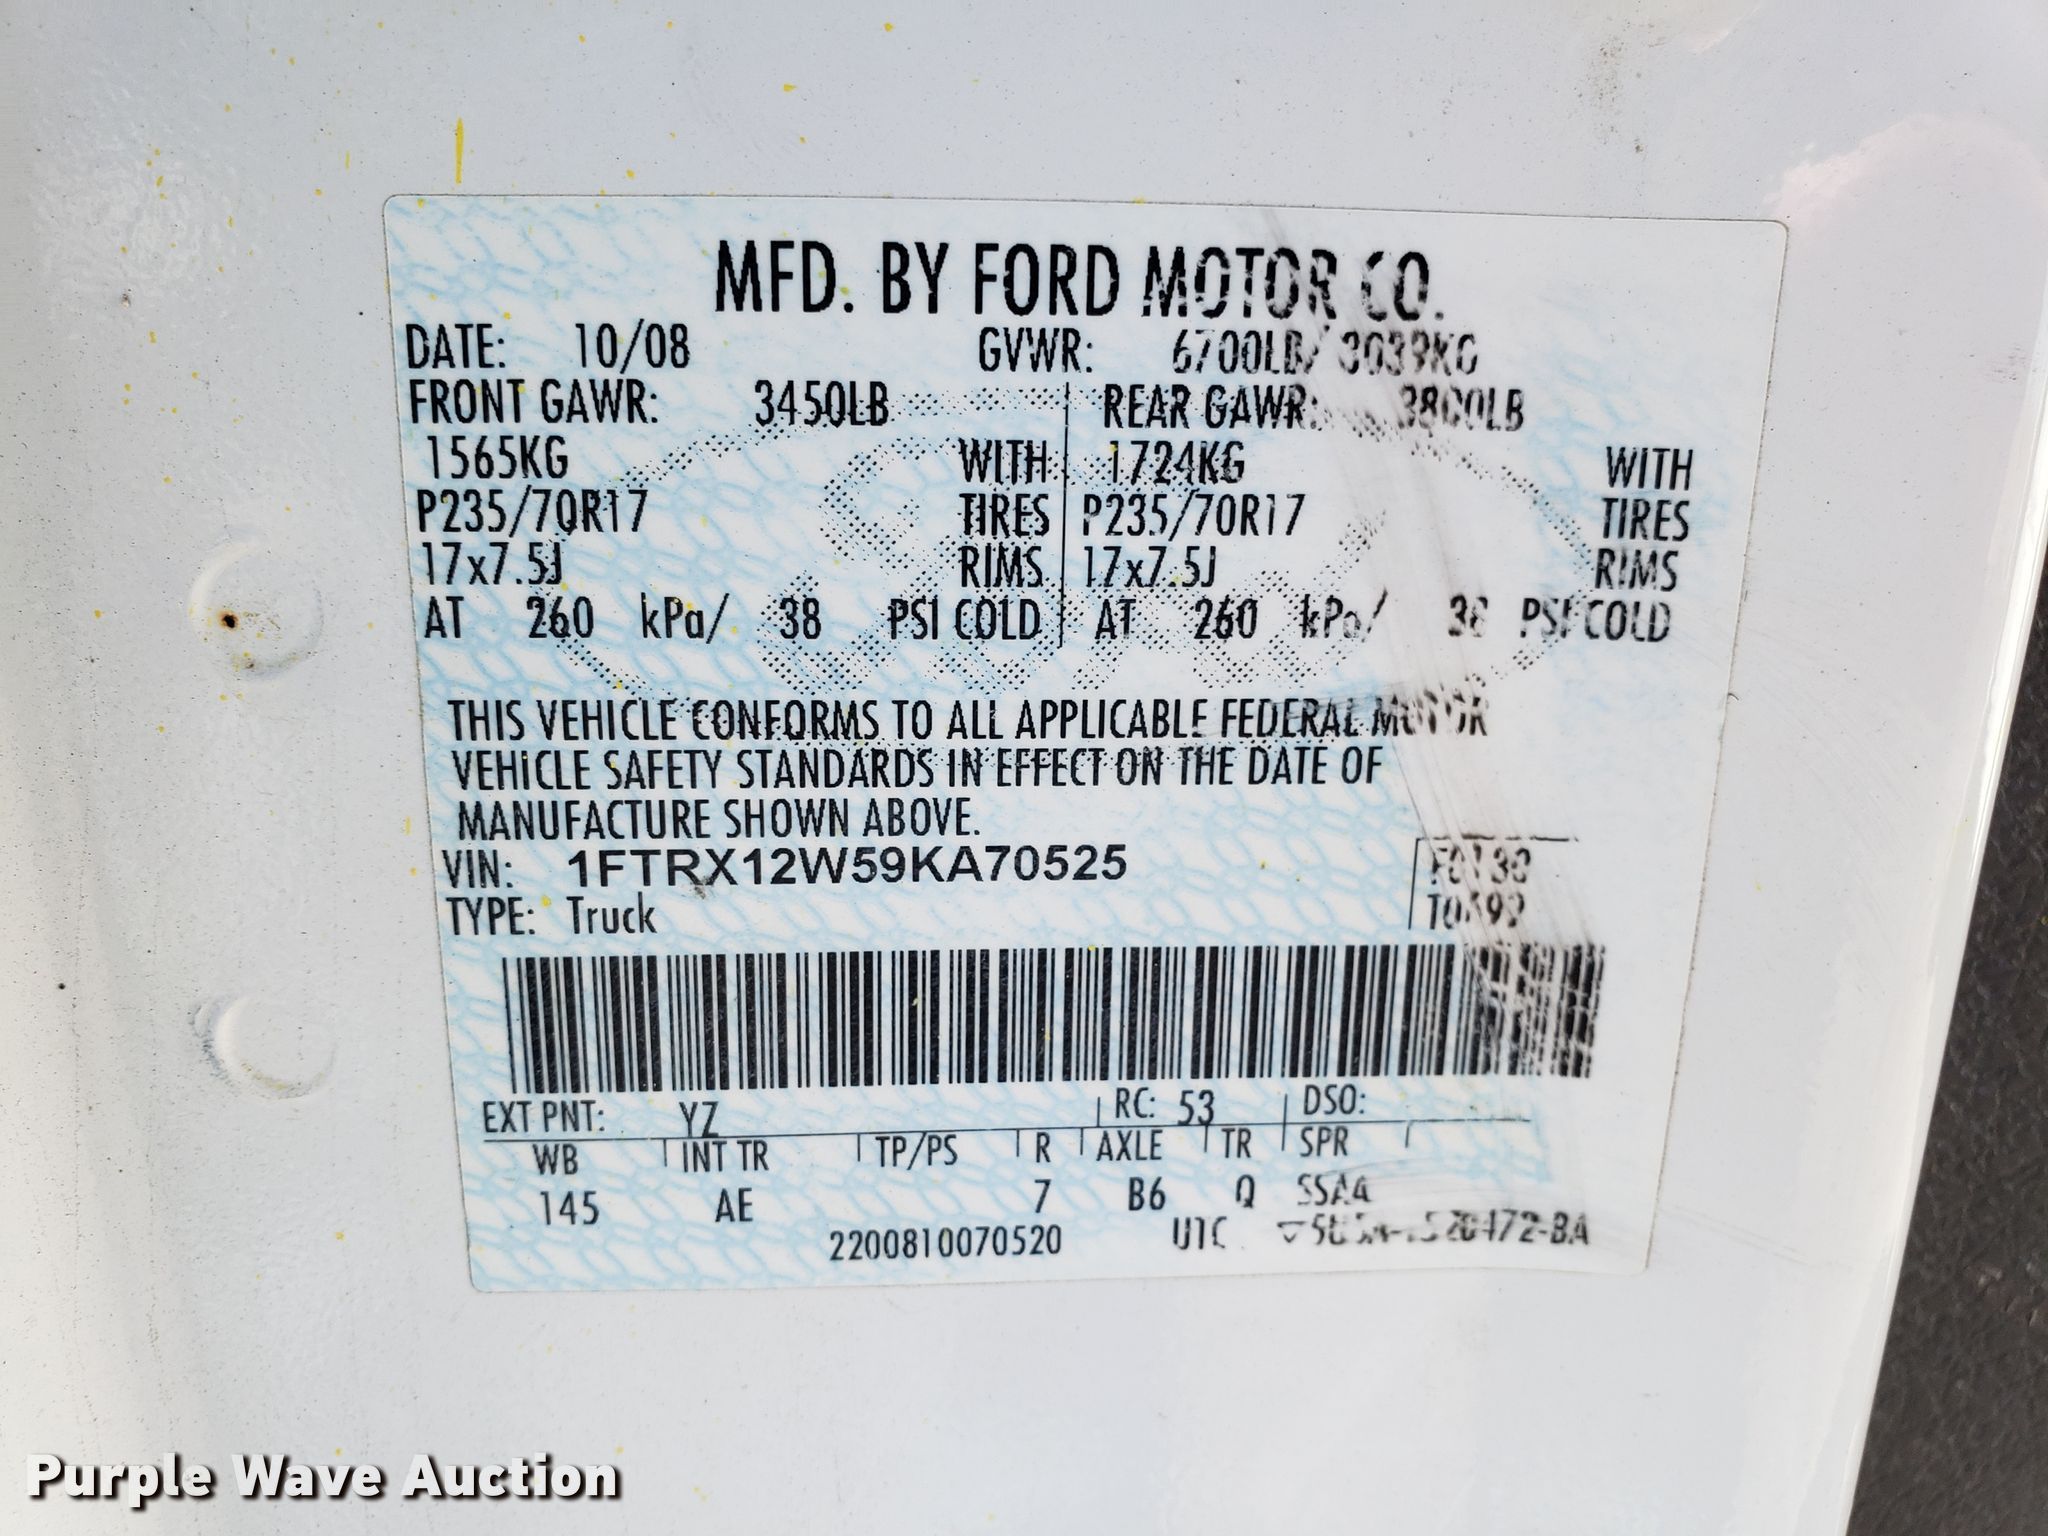 MFD. BY FORD MOTOR CO.
DATE: 10/08 GVWR: 6700LB/ 3039KG
FRONT GAWR: 3450LB REAR GAWR: 3800LB
1565KG WITH 1724KG WITH
P235/70R17 TIRES P235/70R17 TIRES
17x7.5J RIMS 17x7.5J RIMS
AT 260 kPa/ 38 PSI COLD AT 260 kPa/ 38 PSI COLD
THIS VEHICLE CONFORMS TO ALL APPLICABLE FEDERAL MOTOR
VEHICLE SAFETY STANDARDS IN EFFECT ON THE DATE OF
MANUFACTURE SHOWN ABOVE.
VIN: 1FTRX12W59KA70525
TYPE: Truck
EXT PNT: YZ RC: 53 DSO:
WB INT TR TP/PS R AXLE TR SPR
145 AE 7 B6 Q SSA4
2200810070520 UTC
Purple Wave Auction